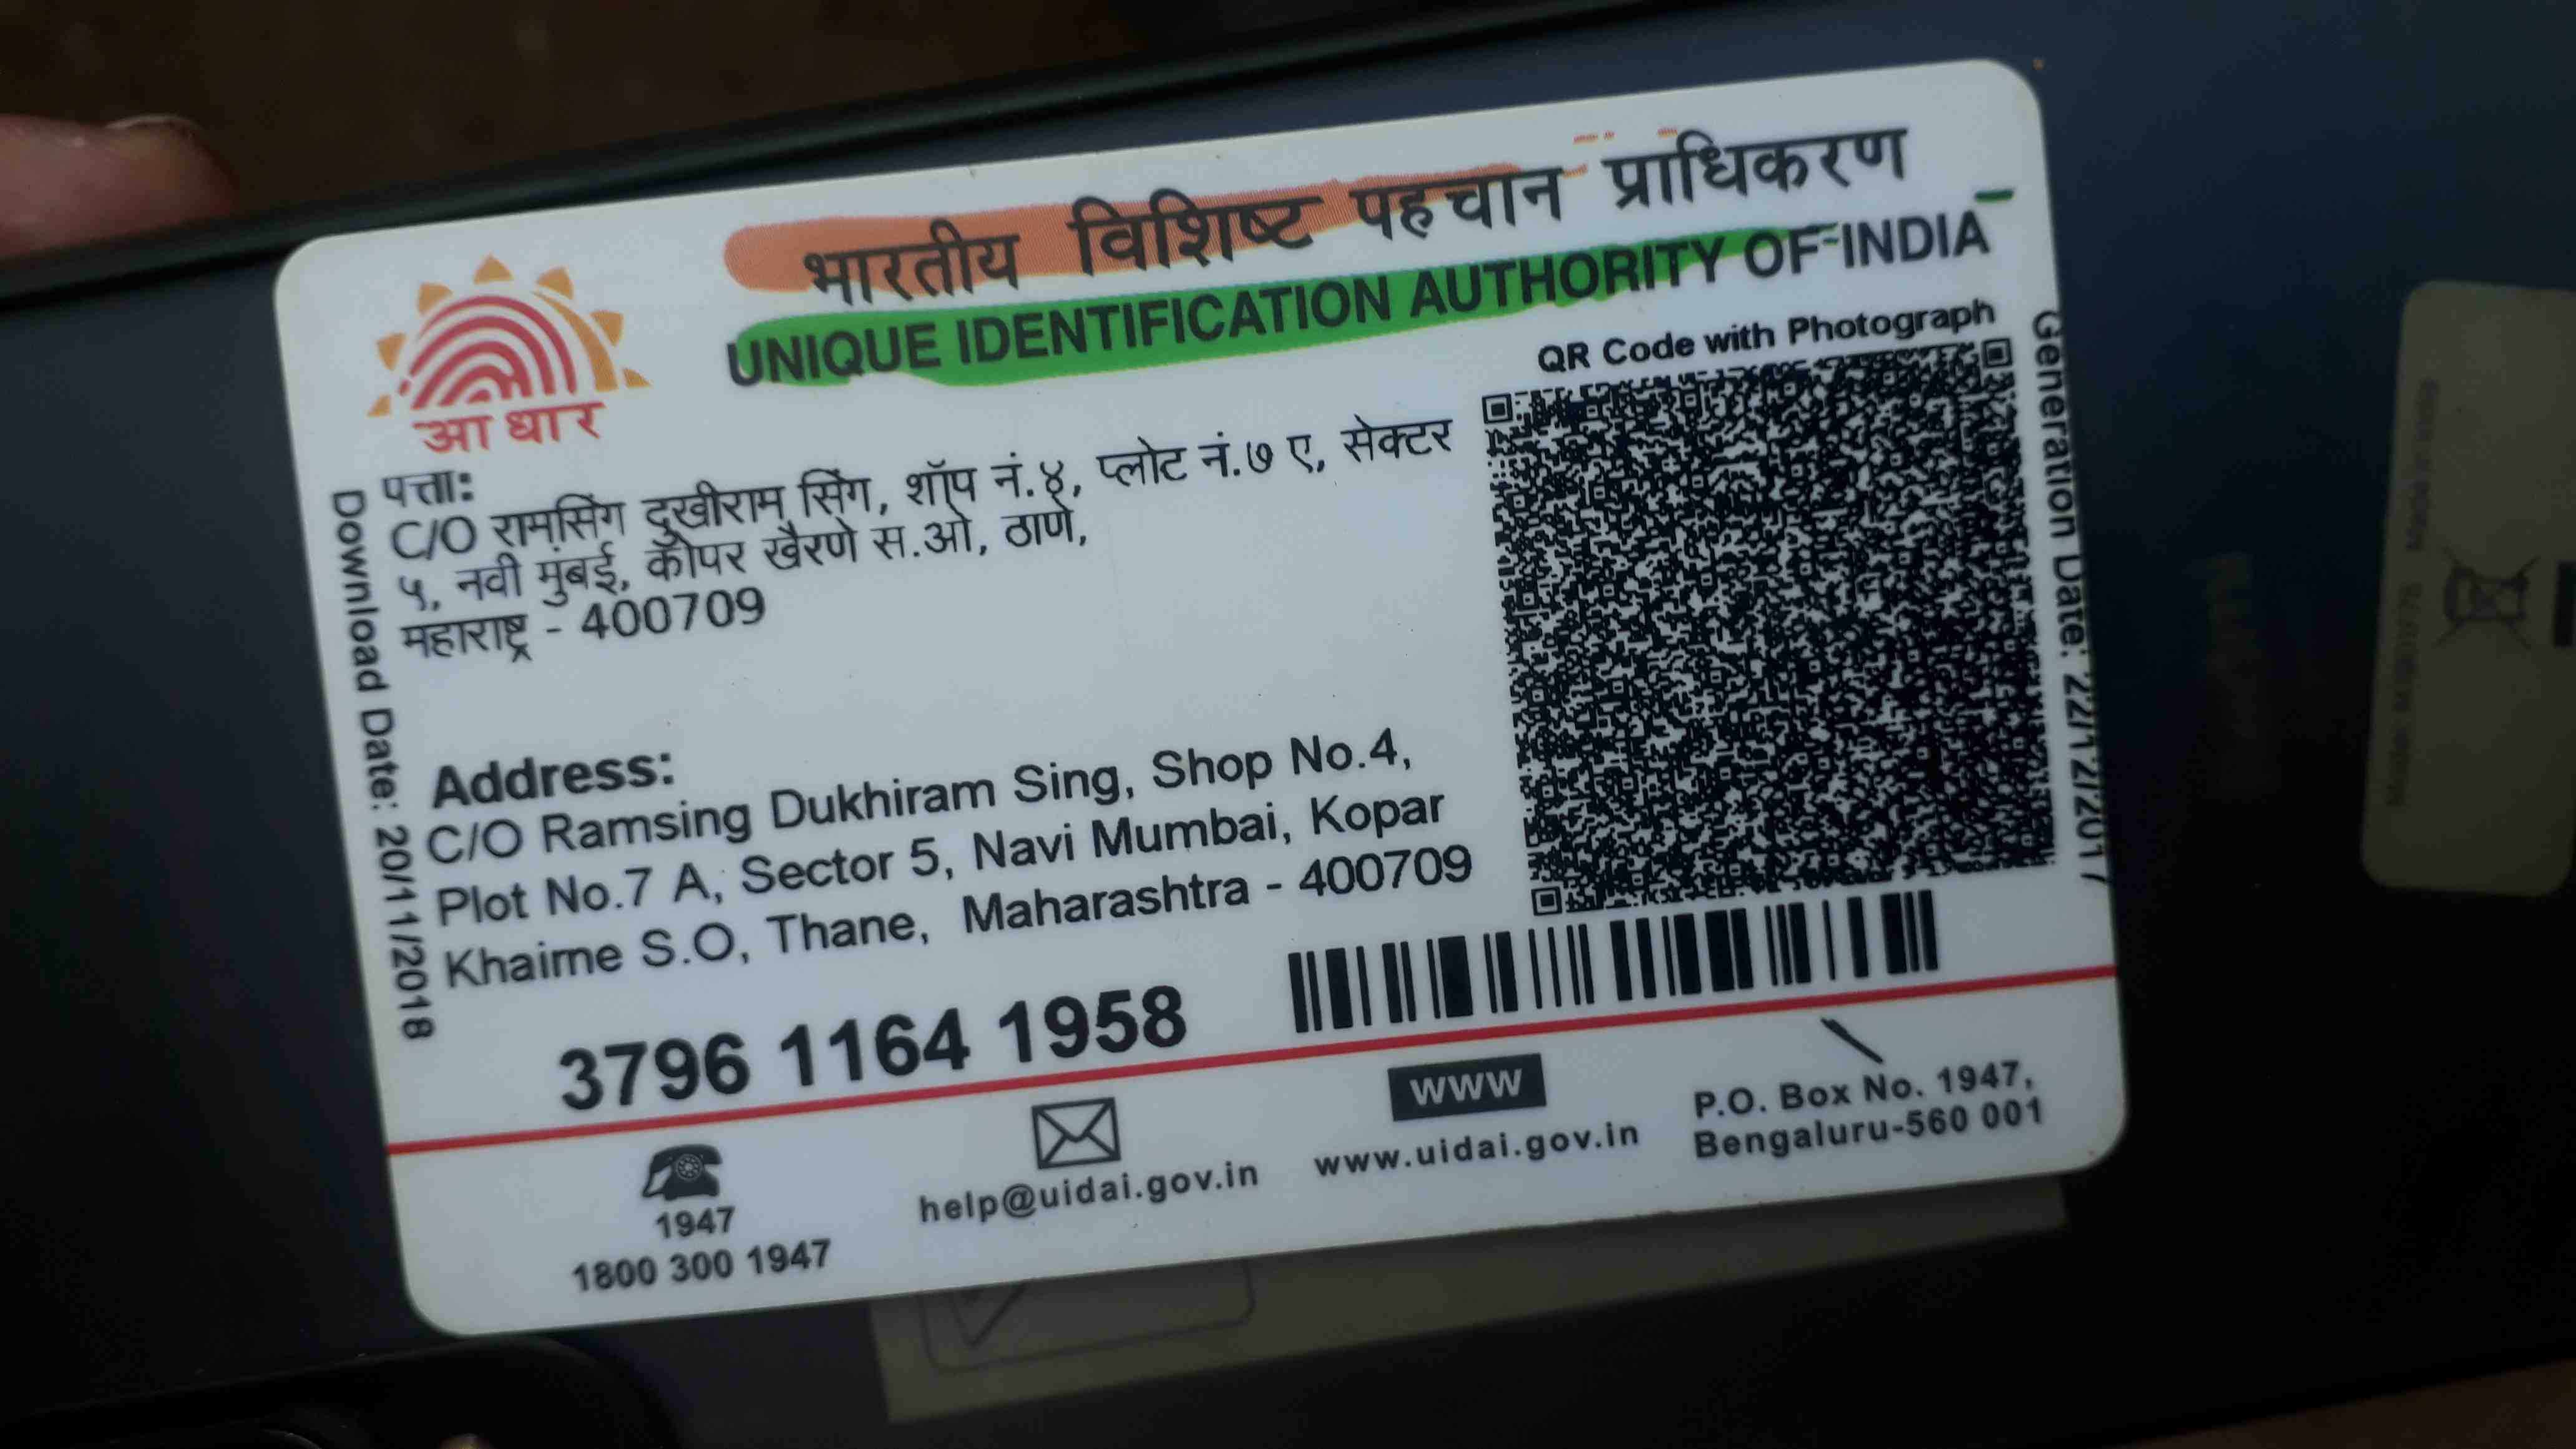 भारतीय विशिष्ट पहचान प्राधिकरण
UNIQUE IDENTIFICATION AUTHORITY OF INDIA
आधार
QR Code with Photograph
Generation Date: 22/12/2017
Download Date: 20/11/2018
पत्ता:
C/O रामसिंग दुखीराम सिंग, शॉप नं.४, प्लोट नं.७ ए, सेक्टर
५, नवी मुंबई, कोपर खैरणे स.ओ, ठाणे,
महाराष्ट्र - 400709
Address:
C/O Ramsing Dukhiram Sing, Shop No.4,
Plot No.7 A, Sector 5, Navi Mumbai, Kopar
Khairne S.O, Thane, Maharashtra - 400709
3796 1164 1958
1947
1800 300 1947
help@uidai.gov.in
www
www.uidai.gov.in
P.O. Box No. 1947,
Bengaluru-560 001
Made in India